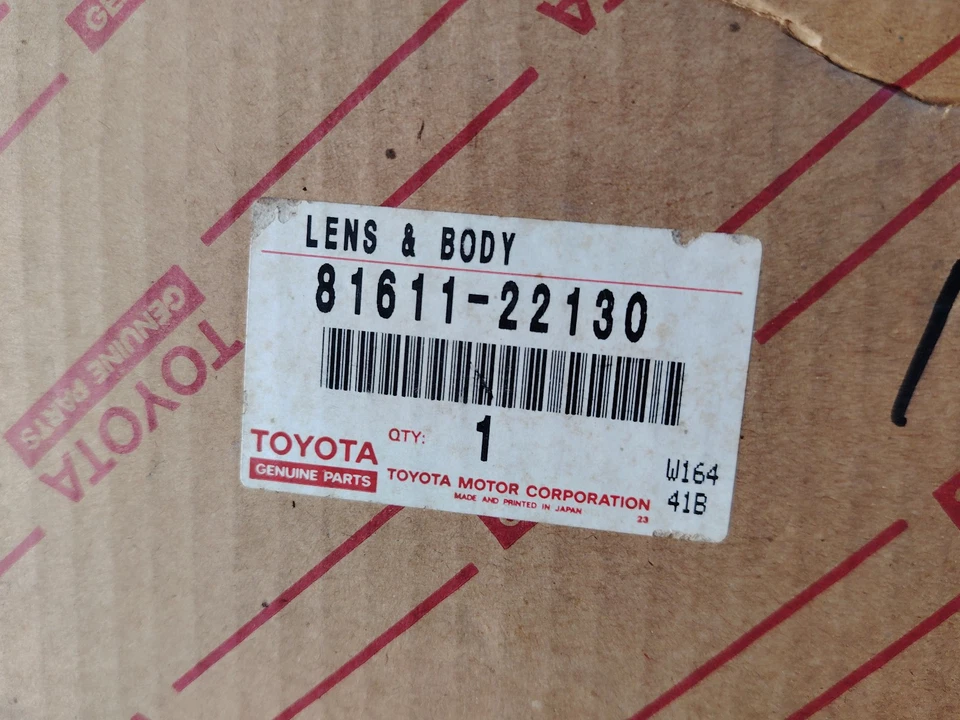 LENS & BODY
81611-22130
QTY: 1
TOYOTA
GENUINE PARTS
TOYOTA MOTOR CORPORATION
MADE AND PRINTED IN JAPAN
23
W164
41B
GENUINE PARTS
TOYOTA
GE